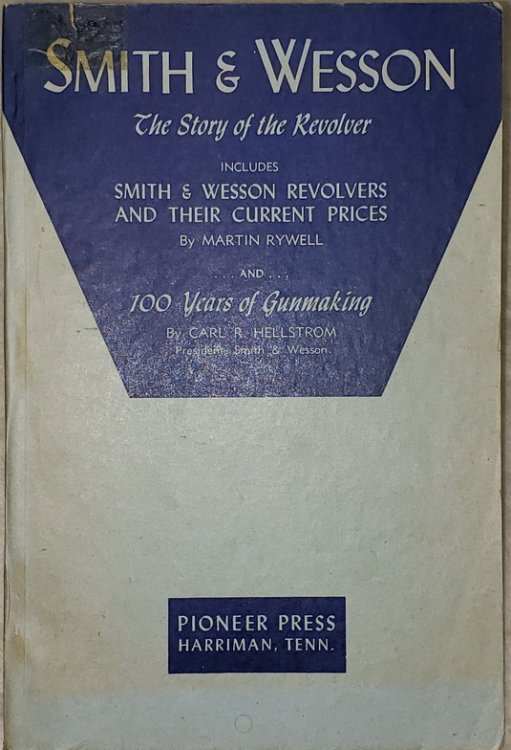 SMITH & WESSON
The Story of the Revolver
INCLUDES
SMITH & WESSON REVOLVERS
AND THEIR CURRENT PRICES
By MARTIN RYWELL
... AND ...
100 Years of Gunmaking
By CARL R. HELLSTROM
President, Smith & Wesson
PIONEER PRESS
HARRIMAN, TENN.